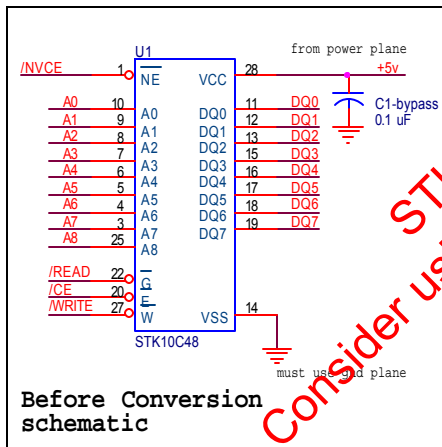 U1
from power plane
/NVCE 1 NE VCC 28 +5v
A0 10 A0 DQ0 11 DQ0
A1 9 A1 DQ1 12 DQ1
A2 8 A2 DQ2 13 DQ2
A3 7 A3 DQ3 15 DQ3
A4 6 A4 DQ4 16 DQ4
A5 5 A5 DQ5 17 DQ5
A6 4 A6 DQ6 18 DQ6
A7 3 A7 DQ7 19 DQ7
A8 25 A8
C1-bypass
0.1 uF
/READ 22 G
/CE 20 E
/WRITE 27 W VSS 14
STK10C48
must use gnd plane
Before Conversion
schematic
STK
Consider usi